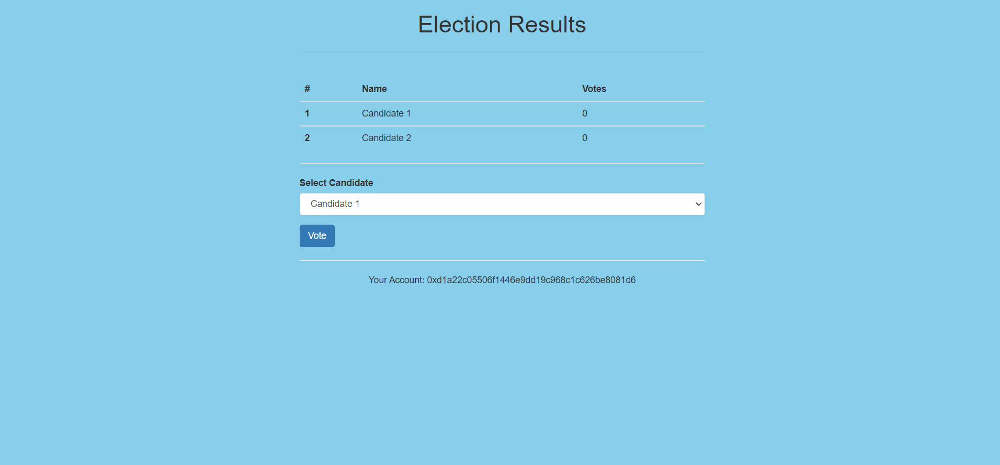 Election Results
# Name Votes
1 Candidate 1 0
2 Candidate 2 0
Select Candidate
Candidate 1
Vote
Your Account: 0xd1a22c05506f1446e9dd19c968c1c626be8081d6